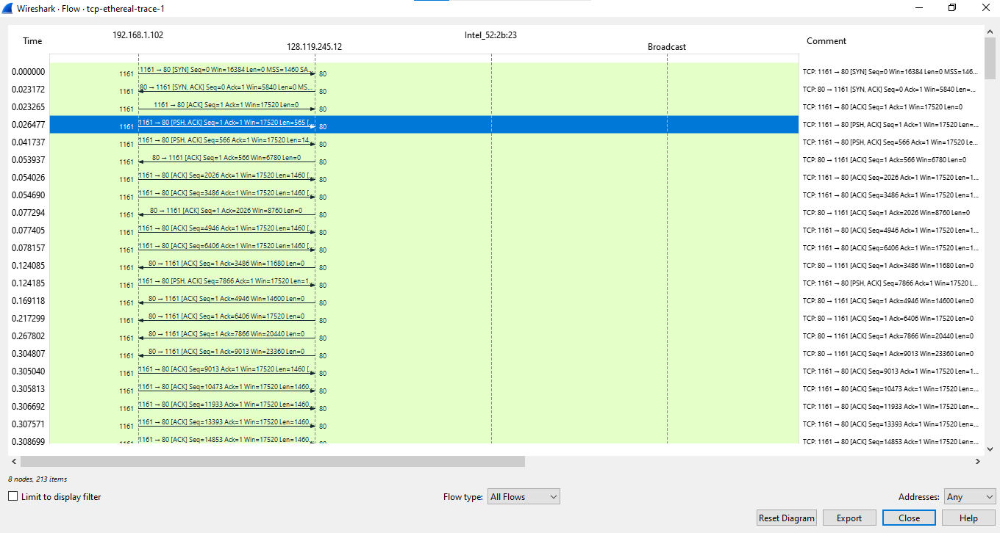 Wireshark · Flow · tcp-ethereal-trace-1
Time 192.168.1.102 128.119.245.12 Intel_52:2b:23 Broadcast Comment
0.000000 1161 1161 → 80 [SYN] Seq=0 Win=16384 Len=0 MSS=1460 SA... 80 TCP: 1161 → 80 [SYN] Seq=0 Win=16384 Len=0 MSS=146...
0.023172 1161 80 → 1161 [SYN, ACK] Seq=0 Ack=1 Win=5840 Len=0 MS... 80 TCP: 80 → 1161 [SYN, ACK] Seq=0 Ack=1 Win=5840 Len=...
0.023265 1161 1161 → 80 [ACK] Seq=1 Ack=1 Win=17520 Len=0 80 TCP: 1161 → 80 [ACK] Seq=1 Ack=1 Win=17520 Len=0
0.026477 1161 1161 → 80 [PSH, ACK] Seq=1 Ack=1 Win=17520 Len=565 [... 80 TCP: 1161 → 80 [PSH, ACK] Seq=1 Ack=1 Win=17520 Len...
0.041737 1161 1161 → 80 [PSH, ACK] Seq=566 Ack=1 Win=17520 Len=14... 80 TCP: 1161 → 80 [PSH, ACK] Seq=566 Ack=1 Win=17520 Le...
0.053937 1161 80 → 1161 [ACK] Seq=1 Ack=566 Win=6780 Len=0 80 TCP: 80 → 1161 [ACK] Seq=1 Ack=566 Win=6780 Len=0
0.054026 1161 1161 → 80 [ACK] Seq=2026 Ack=1 Win=17520 Len=1460 [... 80 TCP: 1161 → 80 [ACK] Seq=2026 Ack=1 Win=17520 Len=1...
0.054690 1161 1161 → 80 [ACK] Seq=3486 Ack=1 Win=17520 Len=1460 [... 80 TCP: 1161 → 80 [ACK] Seq=3486 Ack=1 Win=17520 Len=1...
0.077294 1161 80 → 1161 [ACK] Seq=1 Ack=2026 Win=8760 Len=0 80 TCP: 80 → 1161 [ACK] Seq=1 Ack=2026 Win=8760 Len=0
0.077405 1161 1161 → 80 [ACK] Seq=4946 Ack=1 Win=17520 Len=1460 [... 80 TCP: 1161 → 80 [ACK] Seq=4946 Ack=1 Win=17520 Len=1...
0.078157 1161 1161 → 80 [ACK] Seq=6406 Ack=1 Win=17520 Len=1460 [... 80 TCP: 1161 → 80 [ACK] Seq=6406 Ack=1 Win=17520 Len=1...
0.124085 1161 80 → 1161 [ACK] Seq=1 Ack=3486 Win=11680 Len=0 80 TCP: 80 → 1161 [ACK] Seq=1 Ack=3486 Win=11680 Len=0
0.124185 1161 1161 → 80 [PSH, ACK] Seq=7866 Ack=1 Win=17520 Len=1... 80 TCP: 1161 → 80 [PSH, ACK] Seq=7866 Ack=1 Win=17520 L...
0.169118 1161 80 → 1161 [ACK] Seq=1 Ack=4946 Win=14600 Len=0 80 TCP: 80 → 1161 [ACK] Seq=1 Ack=4946 Win=14600 Len=0
0.217299 1161 80 → 1161 [ACK] Seq=1 Ack=6406 Win=17520 Len=0 80 TCP: 80 → 1161 [ACK] Seq=1 Ack=6406 Win=17520 Len=0
0.267802 1161 80 → 1161 [ACK] Seq=1 Ack=7866 Win=20440 Len=0 80 TCP: 80 → 1161 [ACK] Seq=1 Ack=7866 Win=20440 Len=0
0.304807 1161 80 → 1161 [ACK] Seq=1 Ack=9013 Win=23360 Len=0 80 TCP: 80 → 1161 [ACK] Seq=1 Ack=9013 Win=23360 Len=0
0.305040 1161 1161 → 80 [ACK] Seq=9013 Ack=1 Win=17520 Len=1460 [... 80 TCP: 1161 → 80 [ACK] Seq=9013 Ack=1 Win=17520 Len=1...
0.305813 1161 1161 → 80 [ACK] Seq=10473 Ack=1 Win=17520 Len=1460... 80 TCP: 1161 → 80 [ACK] Seq=10473 Ack=1 Win=17520 Len=...
0.306692 1161 1161 → 80 [ACK] Seq=11933 Ack=1 Win=17520 Len=1460... 80 TCP: 1161 → 80 [ACK] Seq=11933 Ack=1 Win=17520 Len=...
0.307571 1161 1161 → 80 [ACK] Seq=13393 Ack=1 Win=17520 Len=1460... 80 TCP: 1161 → 80 [ACK] Seq=13393 Ack=1 Win=17520 Len=...
0.308699 1161 → 80 [ACK] Seq=14853 Ack=1 Win=17520 Len=1460... TCP: 1161 → 80 [ACK] Seq=14853 Ack=1 Win=17520 Len=...
8 nodes, 213 items
Limit to display filter Flow type: All Flows Addresses: Any
Reset Diagram Export Close Help